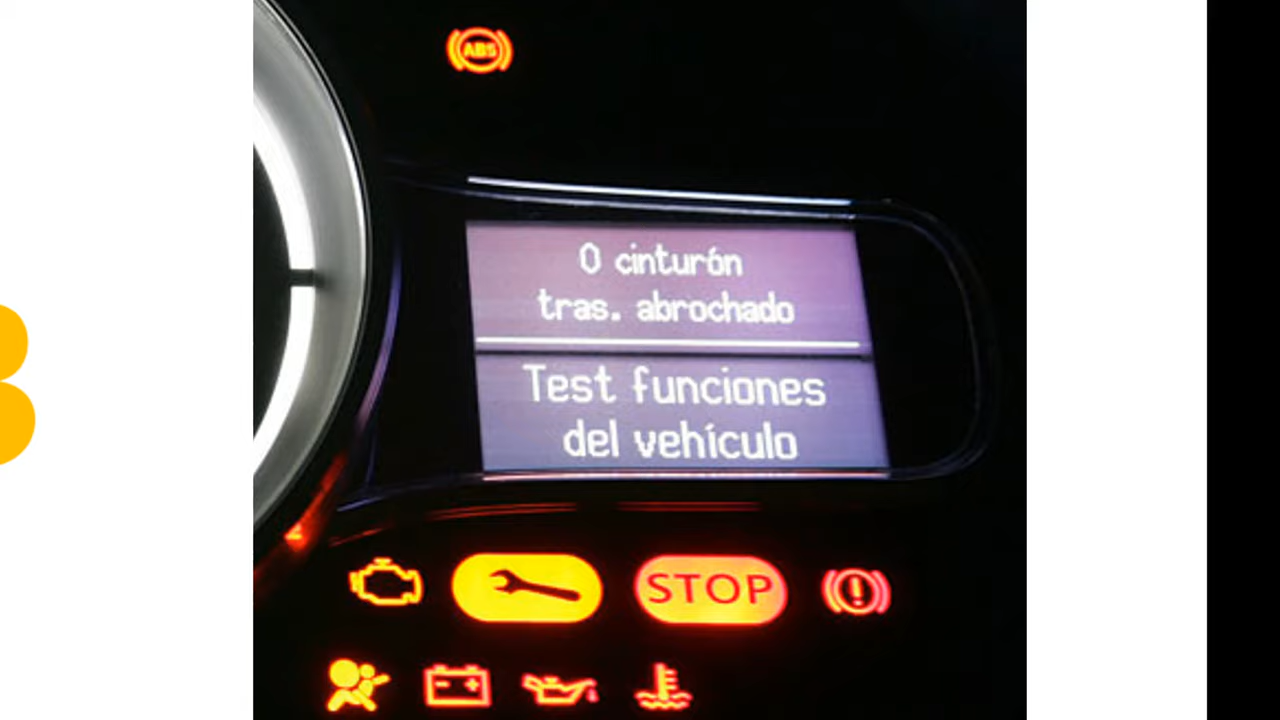 ABS
0 cinturón
tras. abrochado
Test funciones
del vehículo
STOP